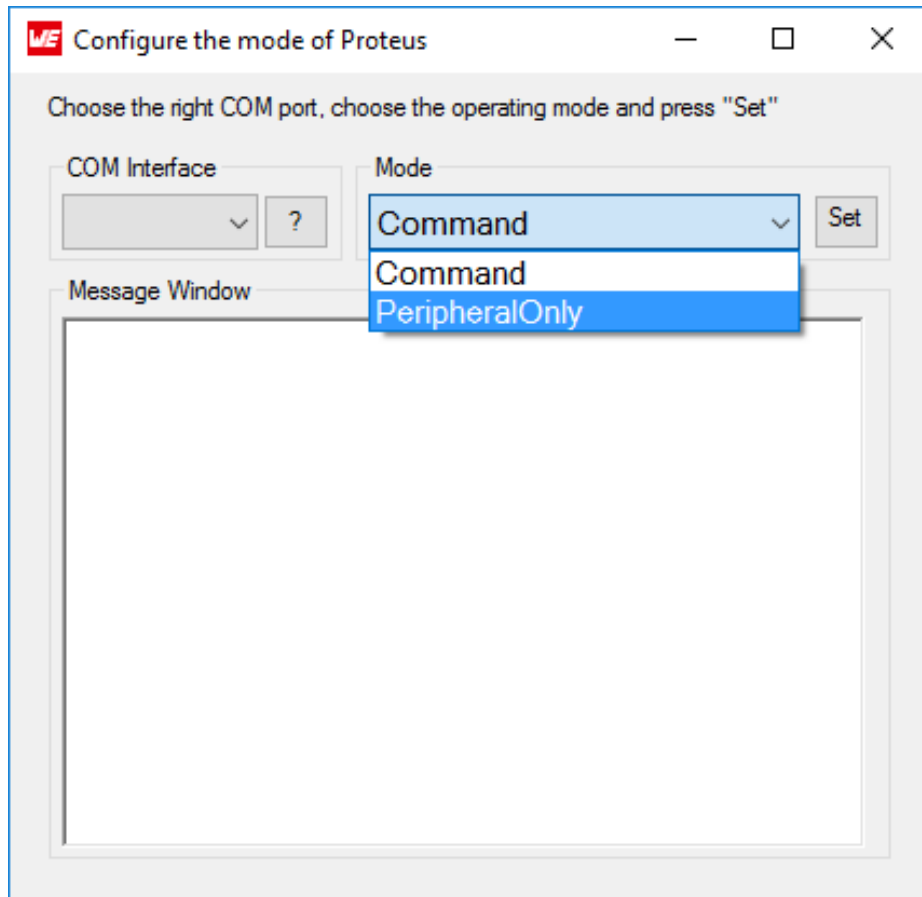 WE Configure the mode of Proteus
Choose the right COM port, choose the operating mode and press "Set"
COM Interface
Mode
?
Command
Set
Command
PeripheralOnly
Message Window